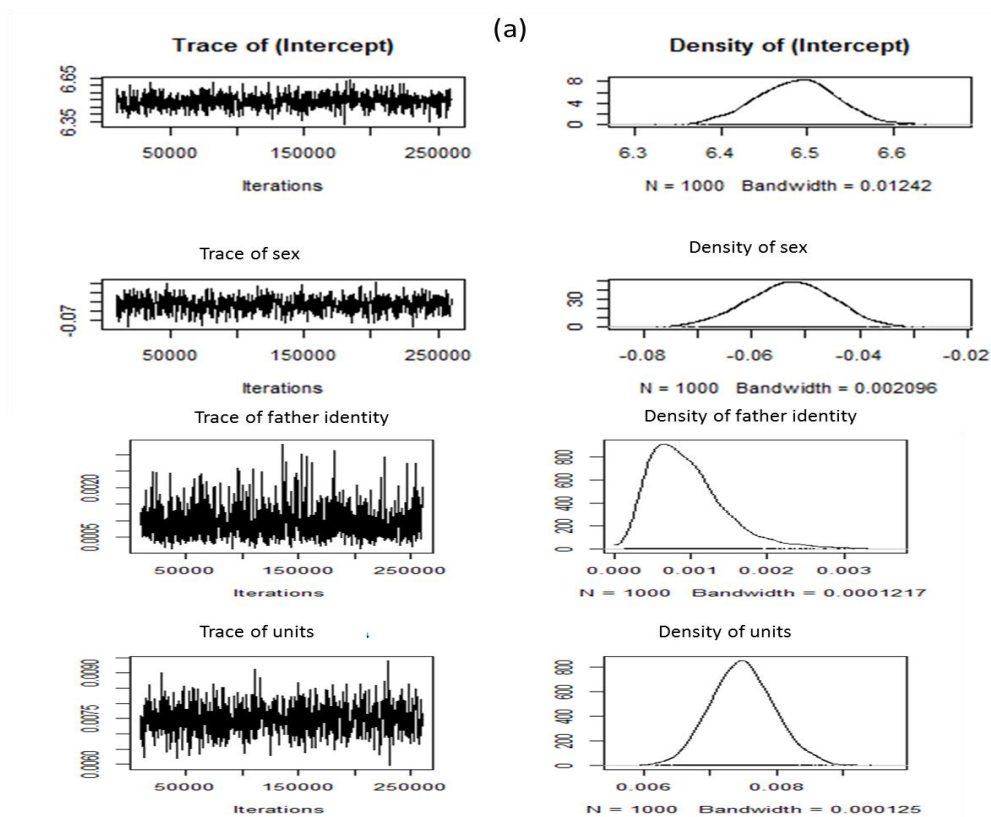 (a)
Trace of (Intercept)
6.35 6.65
50000 150000 250000
Iterations
Density of (Intercept)
0 4 8
6.3 6.4 6.5 6.6
N = 1000 Bandwidth = 0.01242
Trace of sex
-0.07
50000 150000 250000
Iterations
Density of sex
0 30
-0.08 -0.06 -0.04 -0.02
N = 1000 Bandwidth = 0.002096
Trace of father identity
0.0005 0.0020
50000 150000 250000
Iterations
Density of father identity
0 200 400 600 800
0.000 0.001 0.002 0.003
N = 1000 Bandwidth = 0.0001217
Trace of units
0.0060 0.0075 0.0090
50000 150000 250000
Iterations
Density of units
0 200 400 600 800
0.006 0.008
N = 1000 Bandwidth = 0.000125